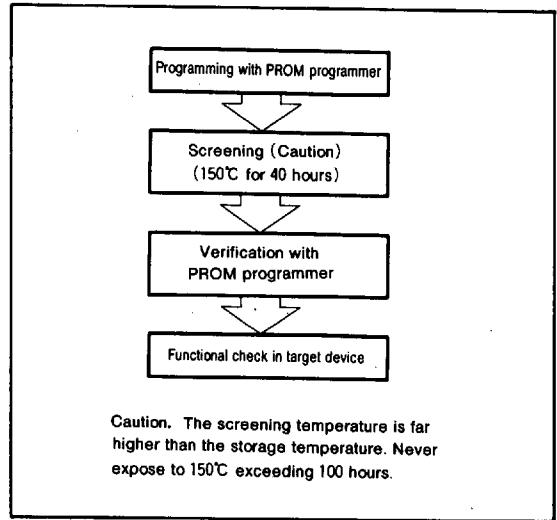 Programming with PROM programmer
Screening (Caution)
(150℃ for 40 hours)
Verification with
PROM programmer
Functional check in target device
Caution. The screening temperature is far
higher than the storage temperature. Never
expose to 150℃ exceeding 100 hours.